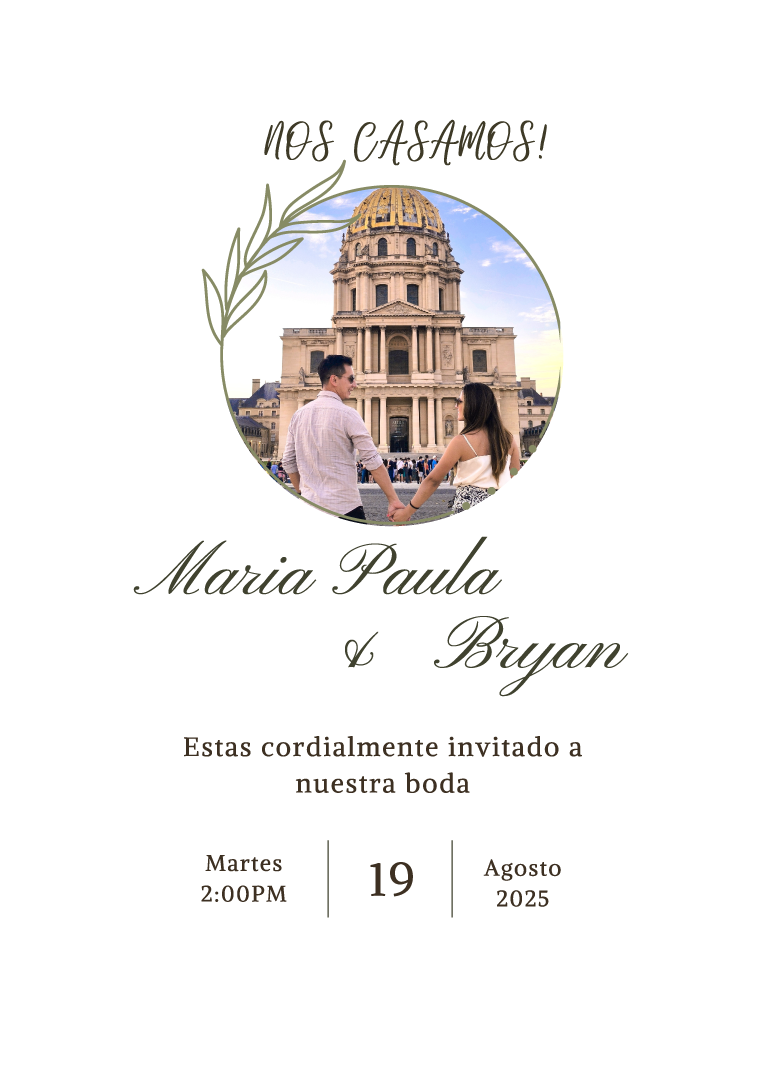 NOS CASAMOS!
Maria Paula
& Bryan
Estas cordialmente invitado a
nuestra boda
Martes
2:00PM
19
Agosto
2025